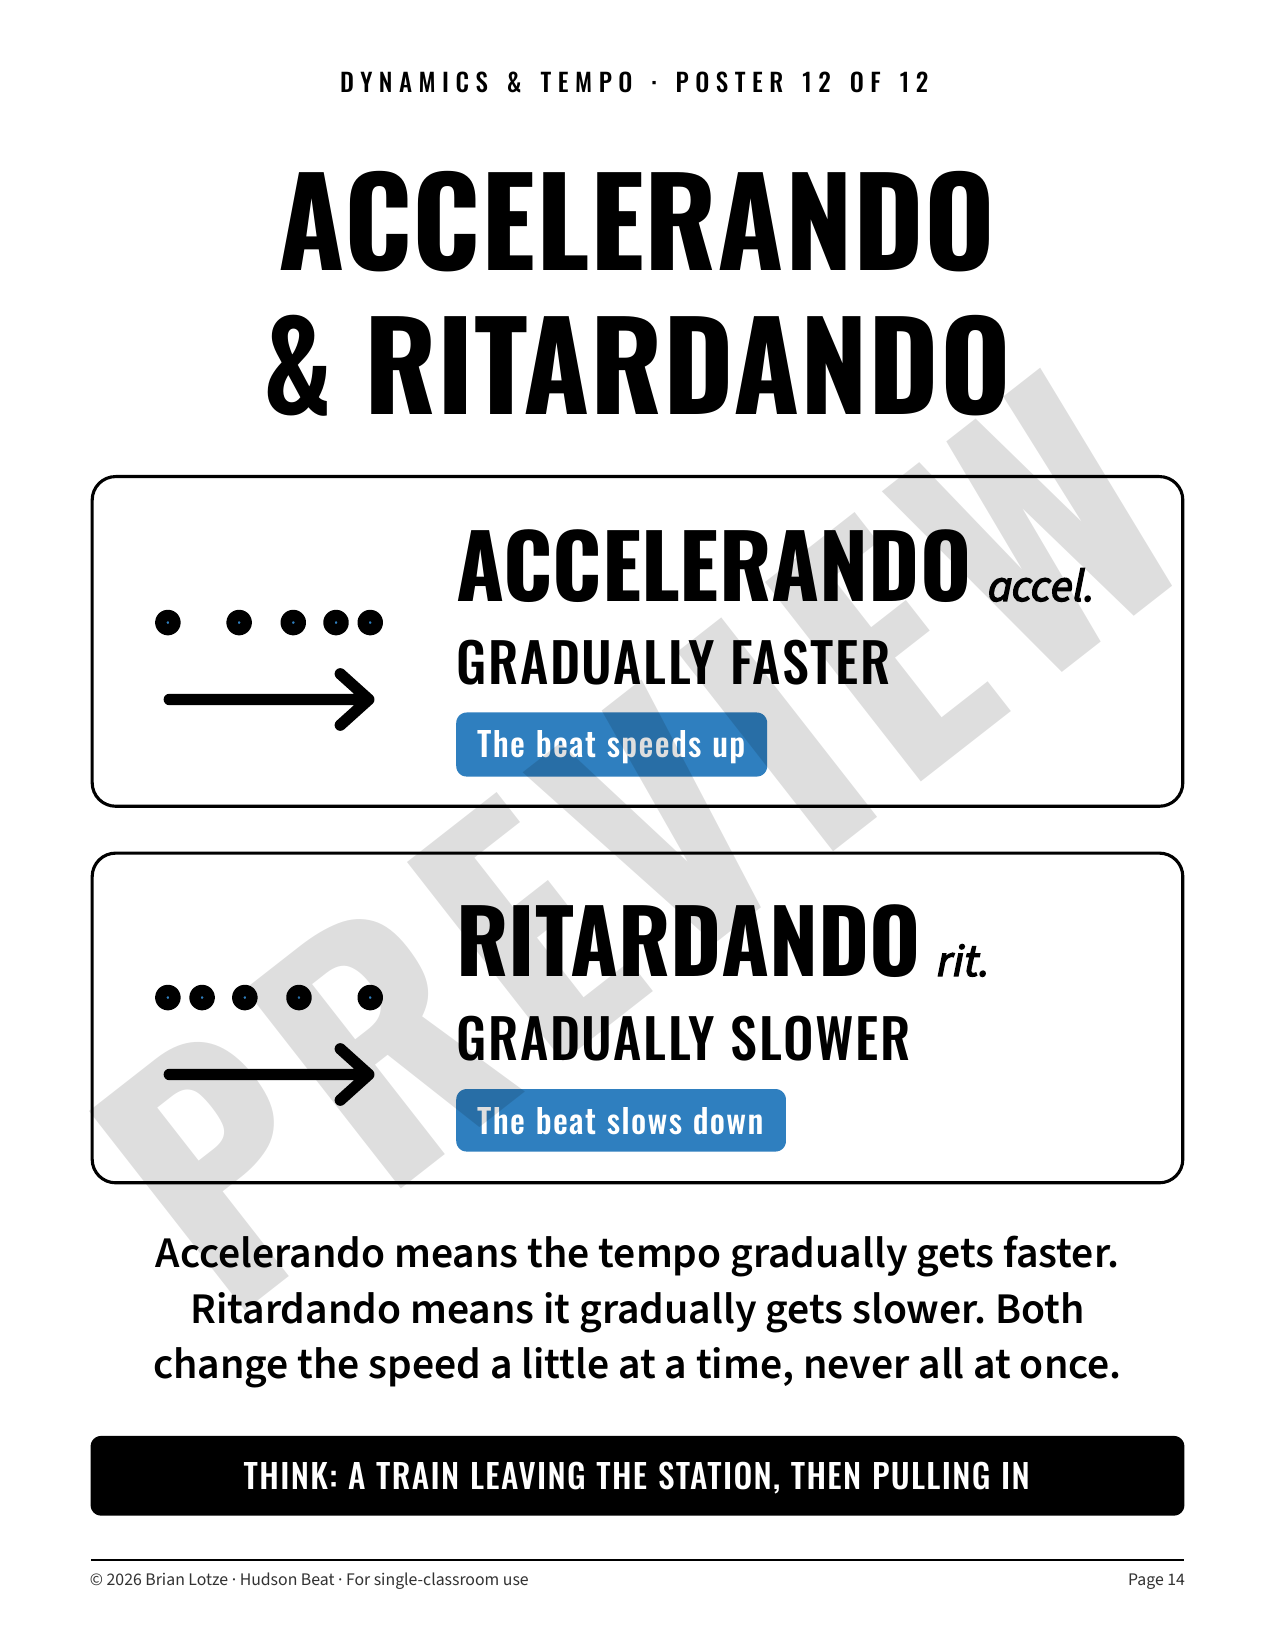 DYNAMICS & TEMPO · POSTER 12 OF 12
ACCELERANDO
& RITARDANDO
ACCELERANDO accel.
GRADUALLY FASTER
The beat speeds up
RITARDANDO rit.
GRADUALLY SLOWER
The beat slows down
PREVIEW
Accelerando means the tempo gradually gets faster.
Ritardando means it gradually gets slower. Both
change the speed a little at a time, never all at once.
THINK: A TRAIN LEAVING THE STATION, THEN PULLING IN
© 2026 Brian Lotze · Hudson Beat · For single-classroom use
Page 14